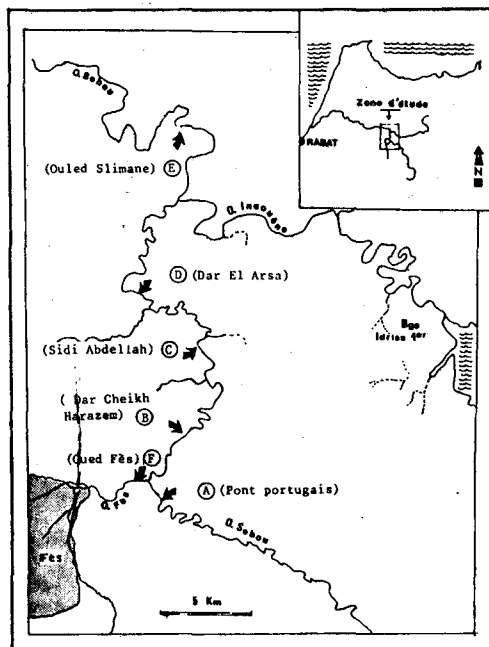 O. Sebou
Zone d'étude
RABAT
N
(Ouled Slimane) E
O. Inaouène
D (Dar El Arsa)
(Sidi Abdellah) C
Bge
Idriss 1er
( Dar Cheikh
Harazem) B
(Oued Fès) F
A (Pont portugais)
O. Fès
O. Sebou
Fès
5 Km